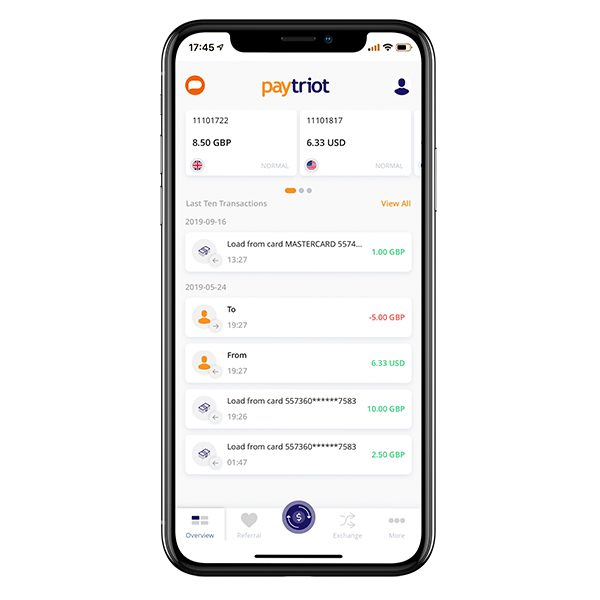 17:45
paytriot
11101722
8.50 GBP
NORMAL
11101817
6.33 USD
NORMAL
Last Ten Transactions
View All
2019-09-16
Load from card MASTERCARD 5574...
13:27
1.00 GBP
2019-05-24
To
19:27
-5.00 GBP
From
19:27
6.33 USD
Load from card 557360******7583
19:26
10.00 GBP
Load from card 557360******7583
01:47
2.50 GBP
Overview
Referral
$
Exchange
More